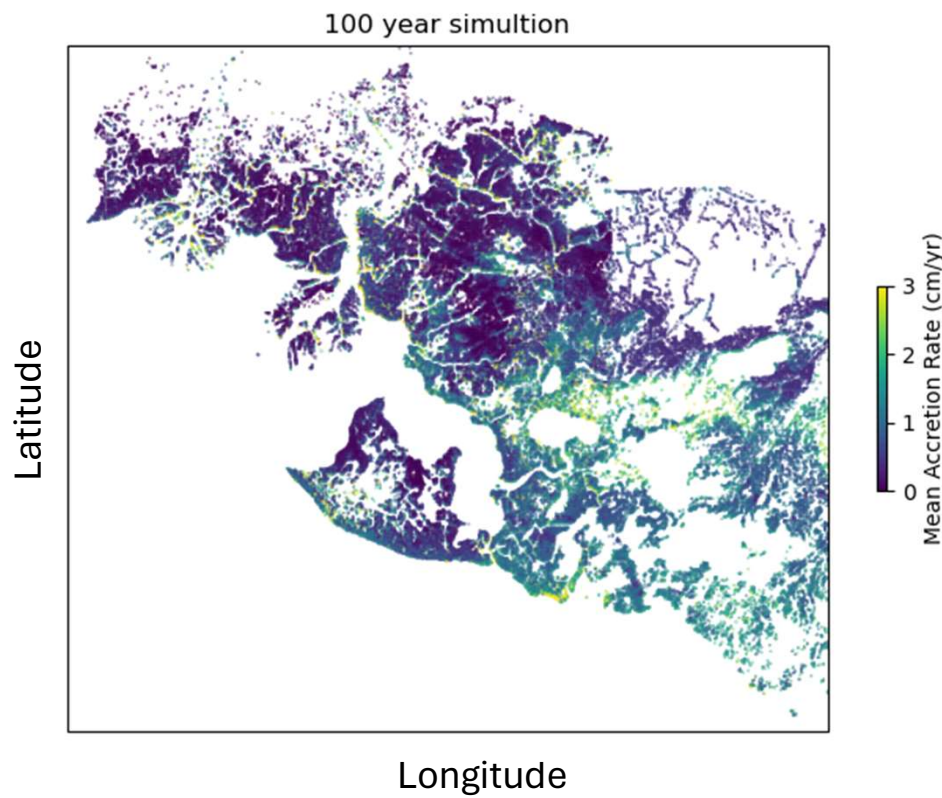 100 year simultion
Latitude
3
2
1
0
Mean Accretion Rate (cm/yr)
Longitude